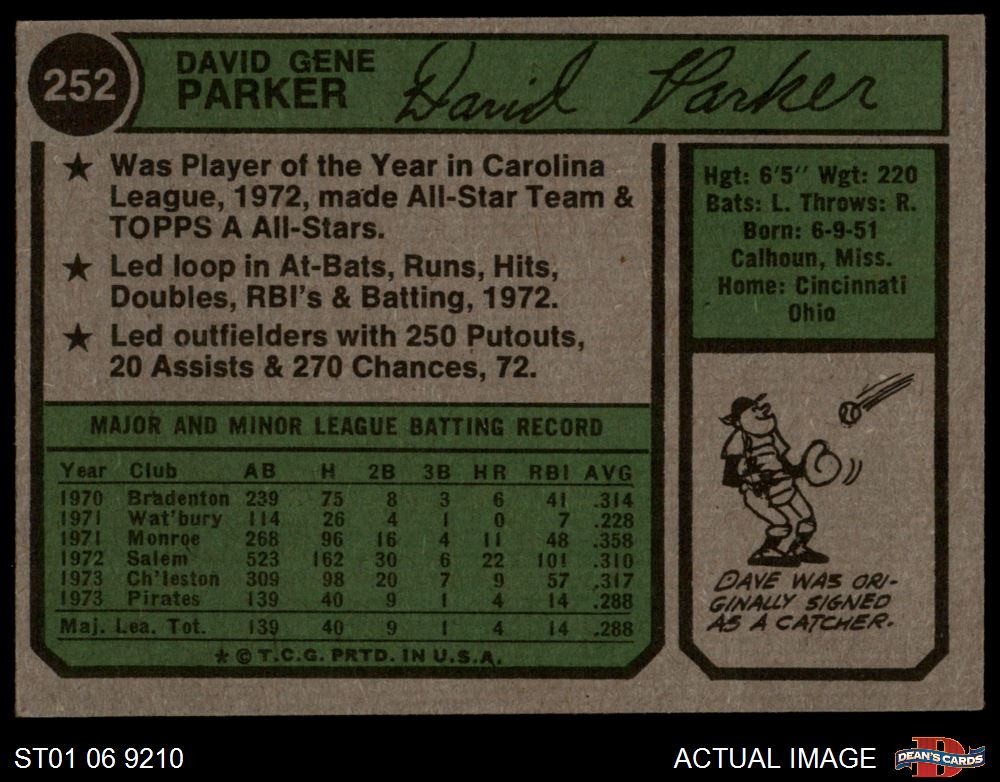 252
DAVID GENE
PARKER
David Parker
★ Was Player of the Year in Carolina
League, 1972, made All-Star Team &
TOPPS A All-Stars.
★ Led loop in At-Bats, Runs, Hits,
Doubles, RBI's & Batting, 1972.
★ Led outfielders with 250 Putouts,
20 Assists & 270 Chances, 72.
Hgt: 6'5" Wgt: 220
Bats: L. Throws: R.
Born: 6-9-51
Calhoun, Miss.
Home: Cincinnati
Ohio
MAJOR AND MINOR LEAGUE BATTING RECORD
Year Club AB H 2B 3B HR RBI AVG
1970 Bradenton 239 75 8 3 6 41 .314
1971 Wat'bury 114 26 4 1 0 7 .228
1971 Monroe 268 96 16 4 11 48 .358
1972 Salem 523 162 30 6 22 101 .310
1973 Ch'leston 309 98 20 7 9 57 .317
1973 Pirates 139 40 9 1 4 14 .288
Maj. Lea. Tot. 139 40 9 1 4 14 .288
★ © T.C.G. PRTD. IN U.S.A.
DAVE WAS ORI-
GINALLY SIGNED
AS A CATCHER.
ST01 06 9210
ACTUAL IMAGE
D
DEAN'S CARDS